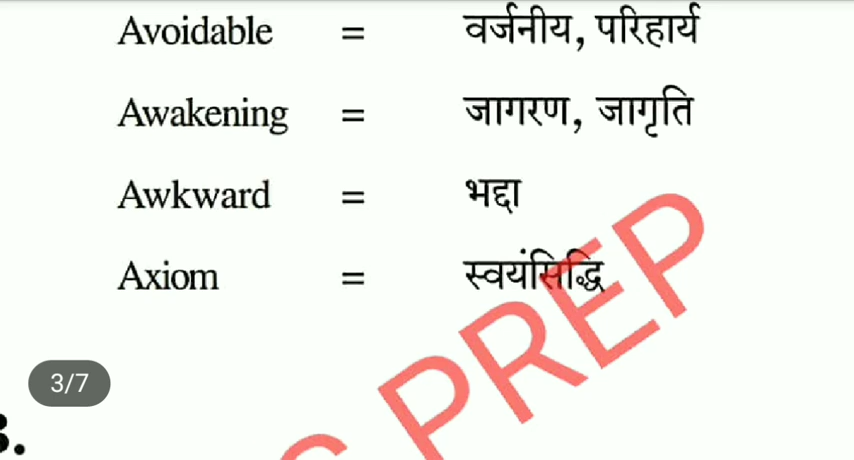 Avoidable = वर्जनीय, परिहार्य
Awakening = जागरण, जागृति
Awkward = भद्दा
Axiom = स्वयंसिद्धि
PREP
3/7